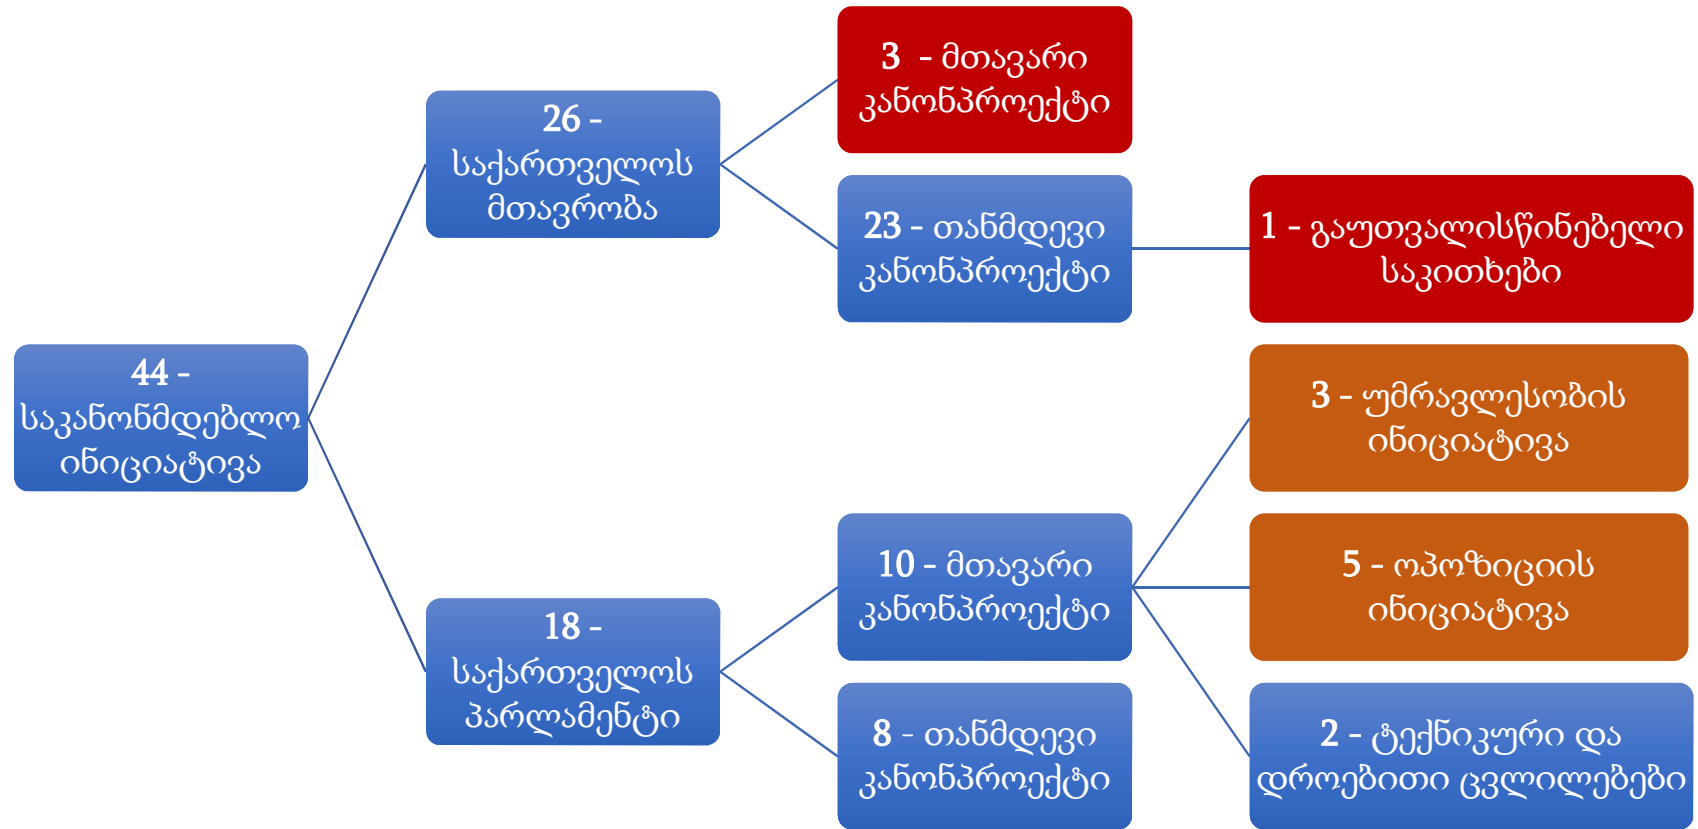 3 - მთავარი
კანონპროექტი
26 -
საქართველოს
მთავრობა
23 - თანმდევი
კანონპროექტი
1 - გაუთვალისწინებელი
საკითხები
44 -
საკანონმდებლო
ინიციატივა
3 - უმრავლესობის
ინიციატივა
10 - მთავარი
კანონპროექტი
5 - ოპოზიციის
ინიციატივა
18 -
საქართველოს
პარლამენტი
8 - თანმდევი
კანონპროექტი
2 - ტექნიკური და
დროებითი ცვლილებები